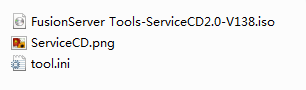 FusionServer Tools-ServiceCD2.0-V138.iso
ServiceCD.png
tool.ini